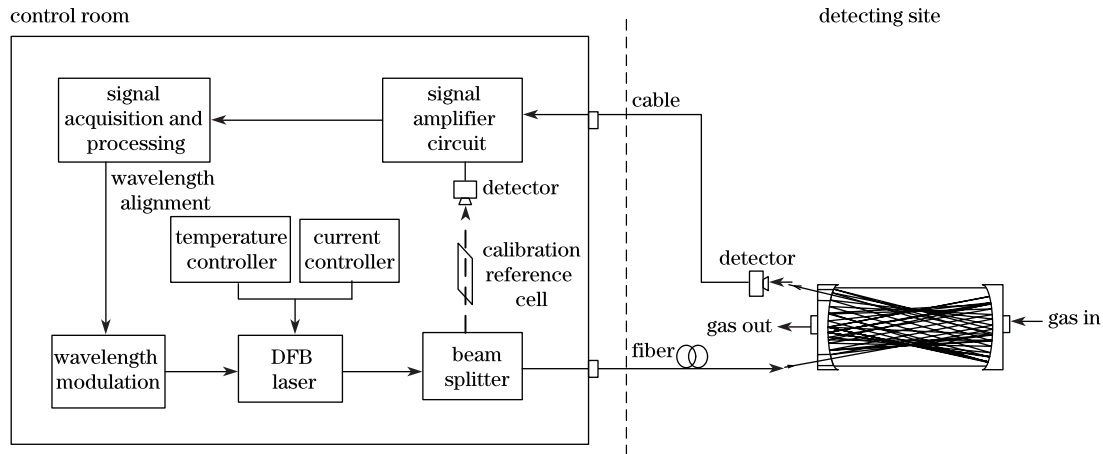 control room
detecting site
signal
acquisition and
processing
signal
amplifier
circuit
cable
wavelength
alignment
detector
temperature
controller
current
controller
calibration
reference
cell
detector
gas out
gas in
wavelength
modulation
DFB
laser
beam
splitter
fiber